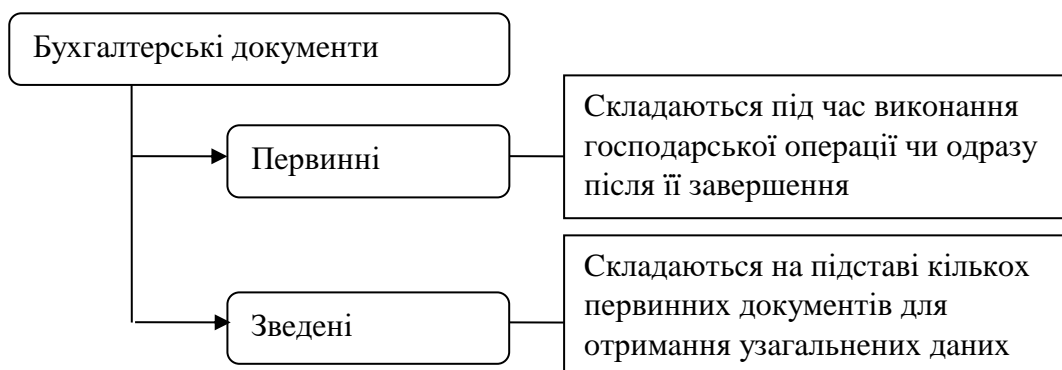 Бухгалтерські документи
Первинні
Складаються під час виконання
господарської операції чи одразу
після її завершення
Зведені
Складаються на підставі кількох
первинних документів для
отримання узагальнених даних